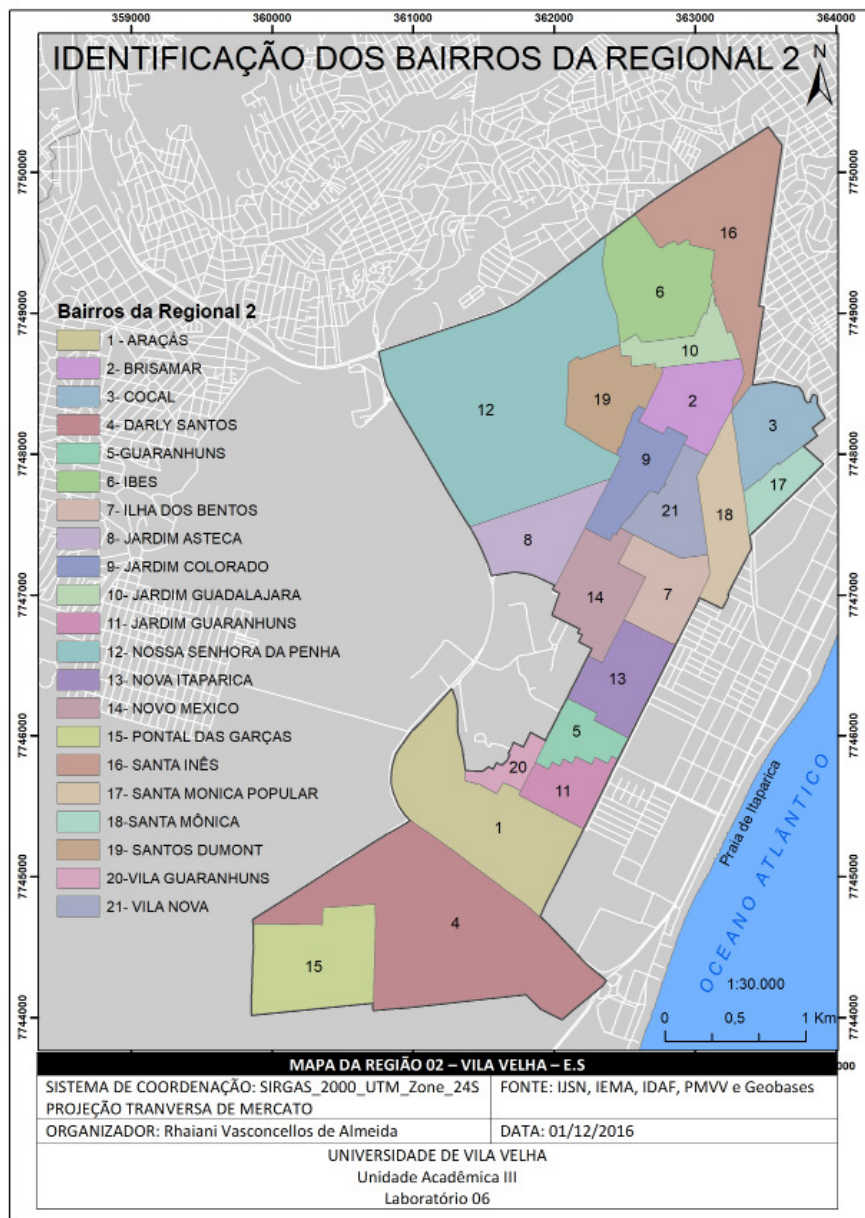 359000 360000 361000 362000 363000 364000
IDENTIFICAÇÃO DOS BAIRROS DA REGIONAL 2
N
7750000 7750000
7749000 7749000
7748000 7748000
7747000 7747000
7746000 7746000
7745000 7745000
7744000 7744000
Bairros da Regional 2
1 - ARAÇÁS
2- BRISAMAR
3- COCAL
4- DARLY SANTOS
5-GUARANHUNS
6- IBES
7- ILHA DOS BENTOS
8- JARDIM ASTECA
9- JARDIM COLORADO
10- JARDIM GUADALAJARA
11- JARDIM GUARANHUNS
12- NOSSA SENHORA DA PENHA
13- NOVA ITAPARICA
14- NOVO MEXICO
15- PONTAL DAS GARÇAS
16- SANTA INÊS
17- SANTA MONICA POPULAR
18-SANTA MÔNICA
19- SANTOS DUMONT
20-VILA GUARANHUNS
21- VILA NOVA
16
6
10
19
2
12
3
9
17
21
18
8
14
7
13
5
20
11
1
4
15
Praia de Itaparica
OCEANO ATLÂNTICO
1:30.000
0 0,5 1 Km
000
MAPA DA REGIÃO 02 – VILA VELHA – E.S
SISTEMA DE COORDENAÇÃO: SIRGAS_2000_UTM_Zone_24S
PROJEÇÃO TRANVERSA DE MERCATO
FONTE: IJSN, IEMA, IDAF, PMVV e Geobases
ORGANIZADOR: Rhaiani Vasconcellos de Almeida
DATA: 01/12/2016
UNIVERSIDADE DE VILA VELHA
Unidade Acadêmica III
Laboratório 06